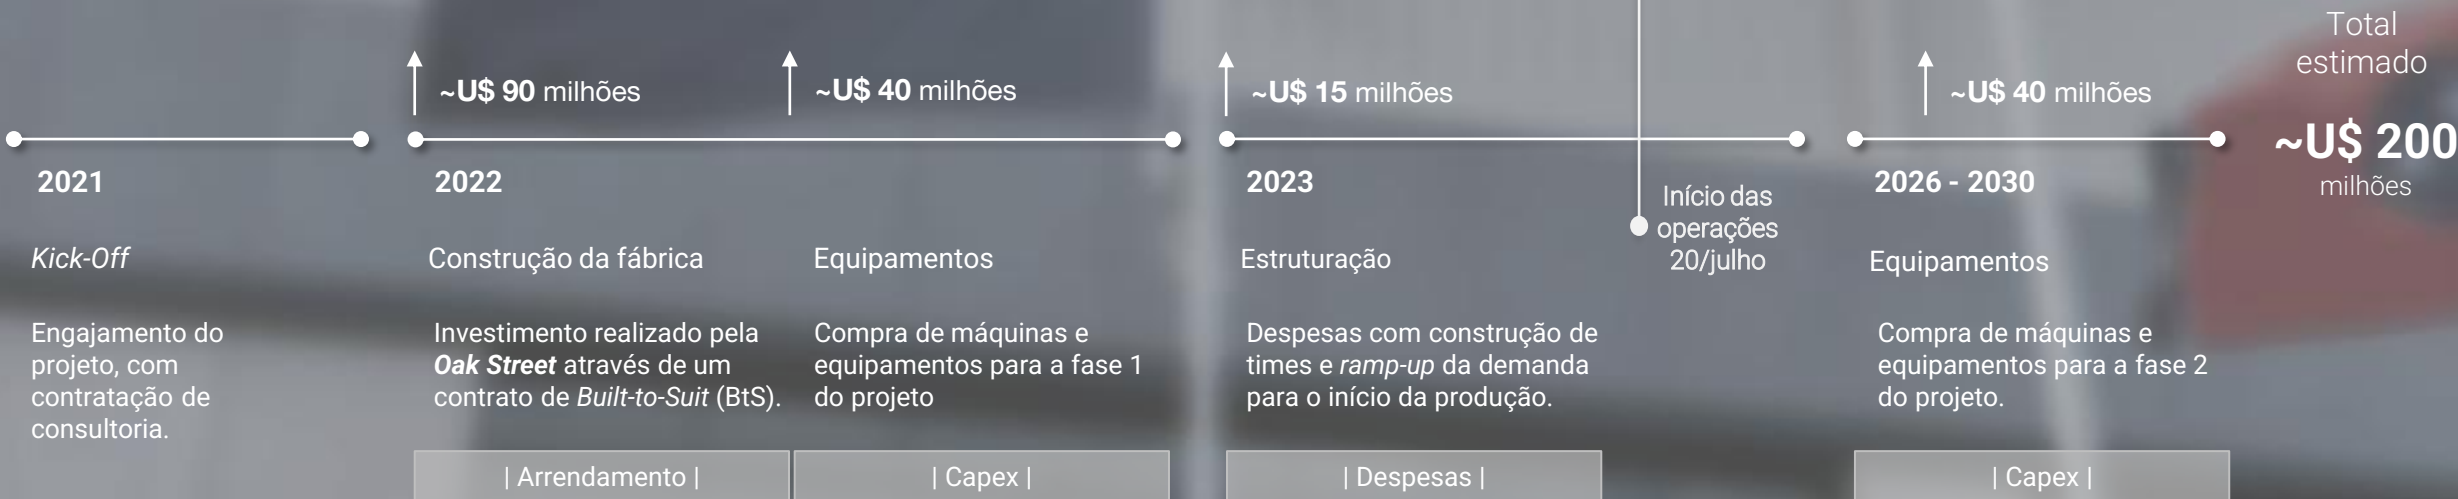 ~U$ 90 milhões
~U$ 40 milhões
~U$ 15 milhões
~U$ 40 milhões
Total
estimado
~U$ 200
milhões
2021
Kick-Off
Engajamento do
projeto, com
contratação de
consultoria.
2022
Construção da fábrica
Investimento realizado pela
Oak Street através de um
contrato de Built-to-Suit (BtS).
| Arrendamento |
Equipamentos
Compra de máquinas e
equipamentos para a fase 1
do projeto
| Capex |
2023
Estruturação
Despesas com construção de
times e ramp-up da demanda
para o início da produção.
| Despesas |
Início das
operações
20/julho
2026 - 2030
Equipamentos
Compra de máquinas e
equipamentos para a fase 2
do projeto.
| Capex |